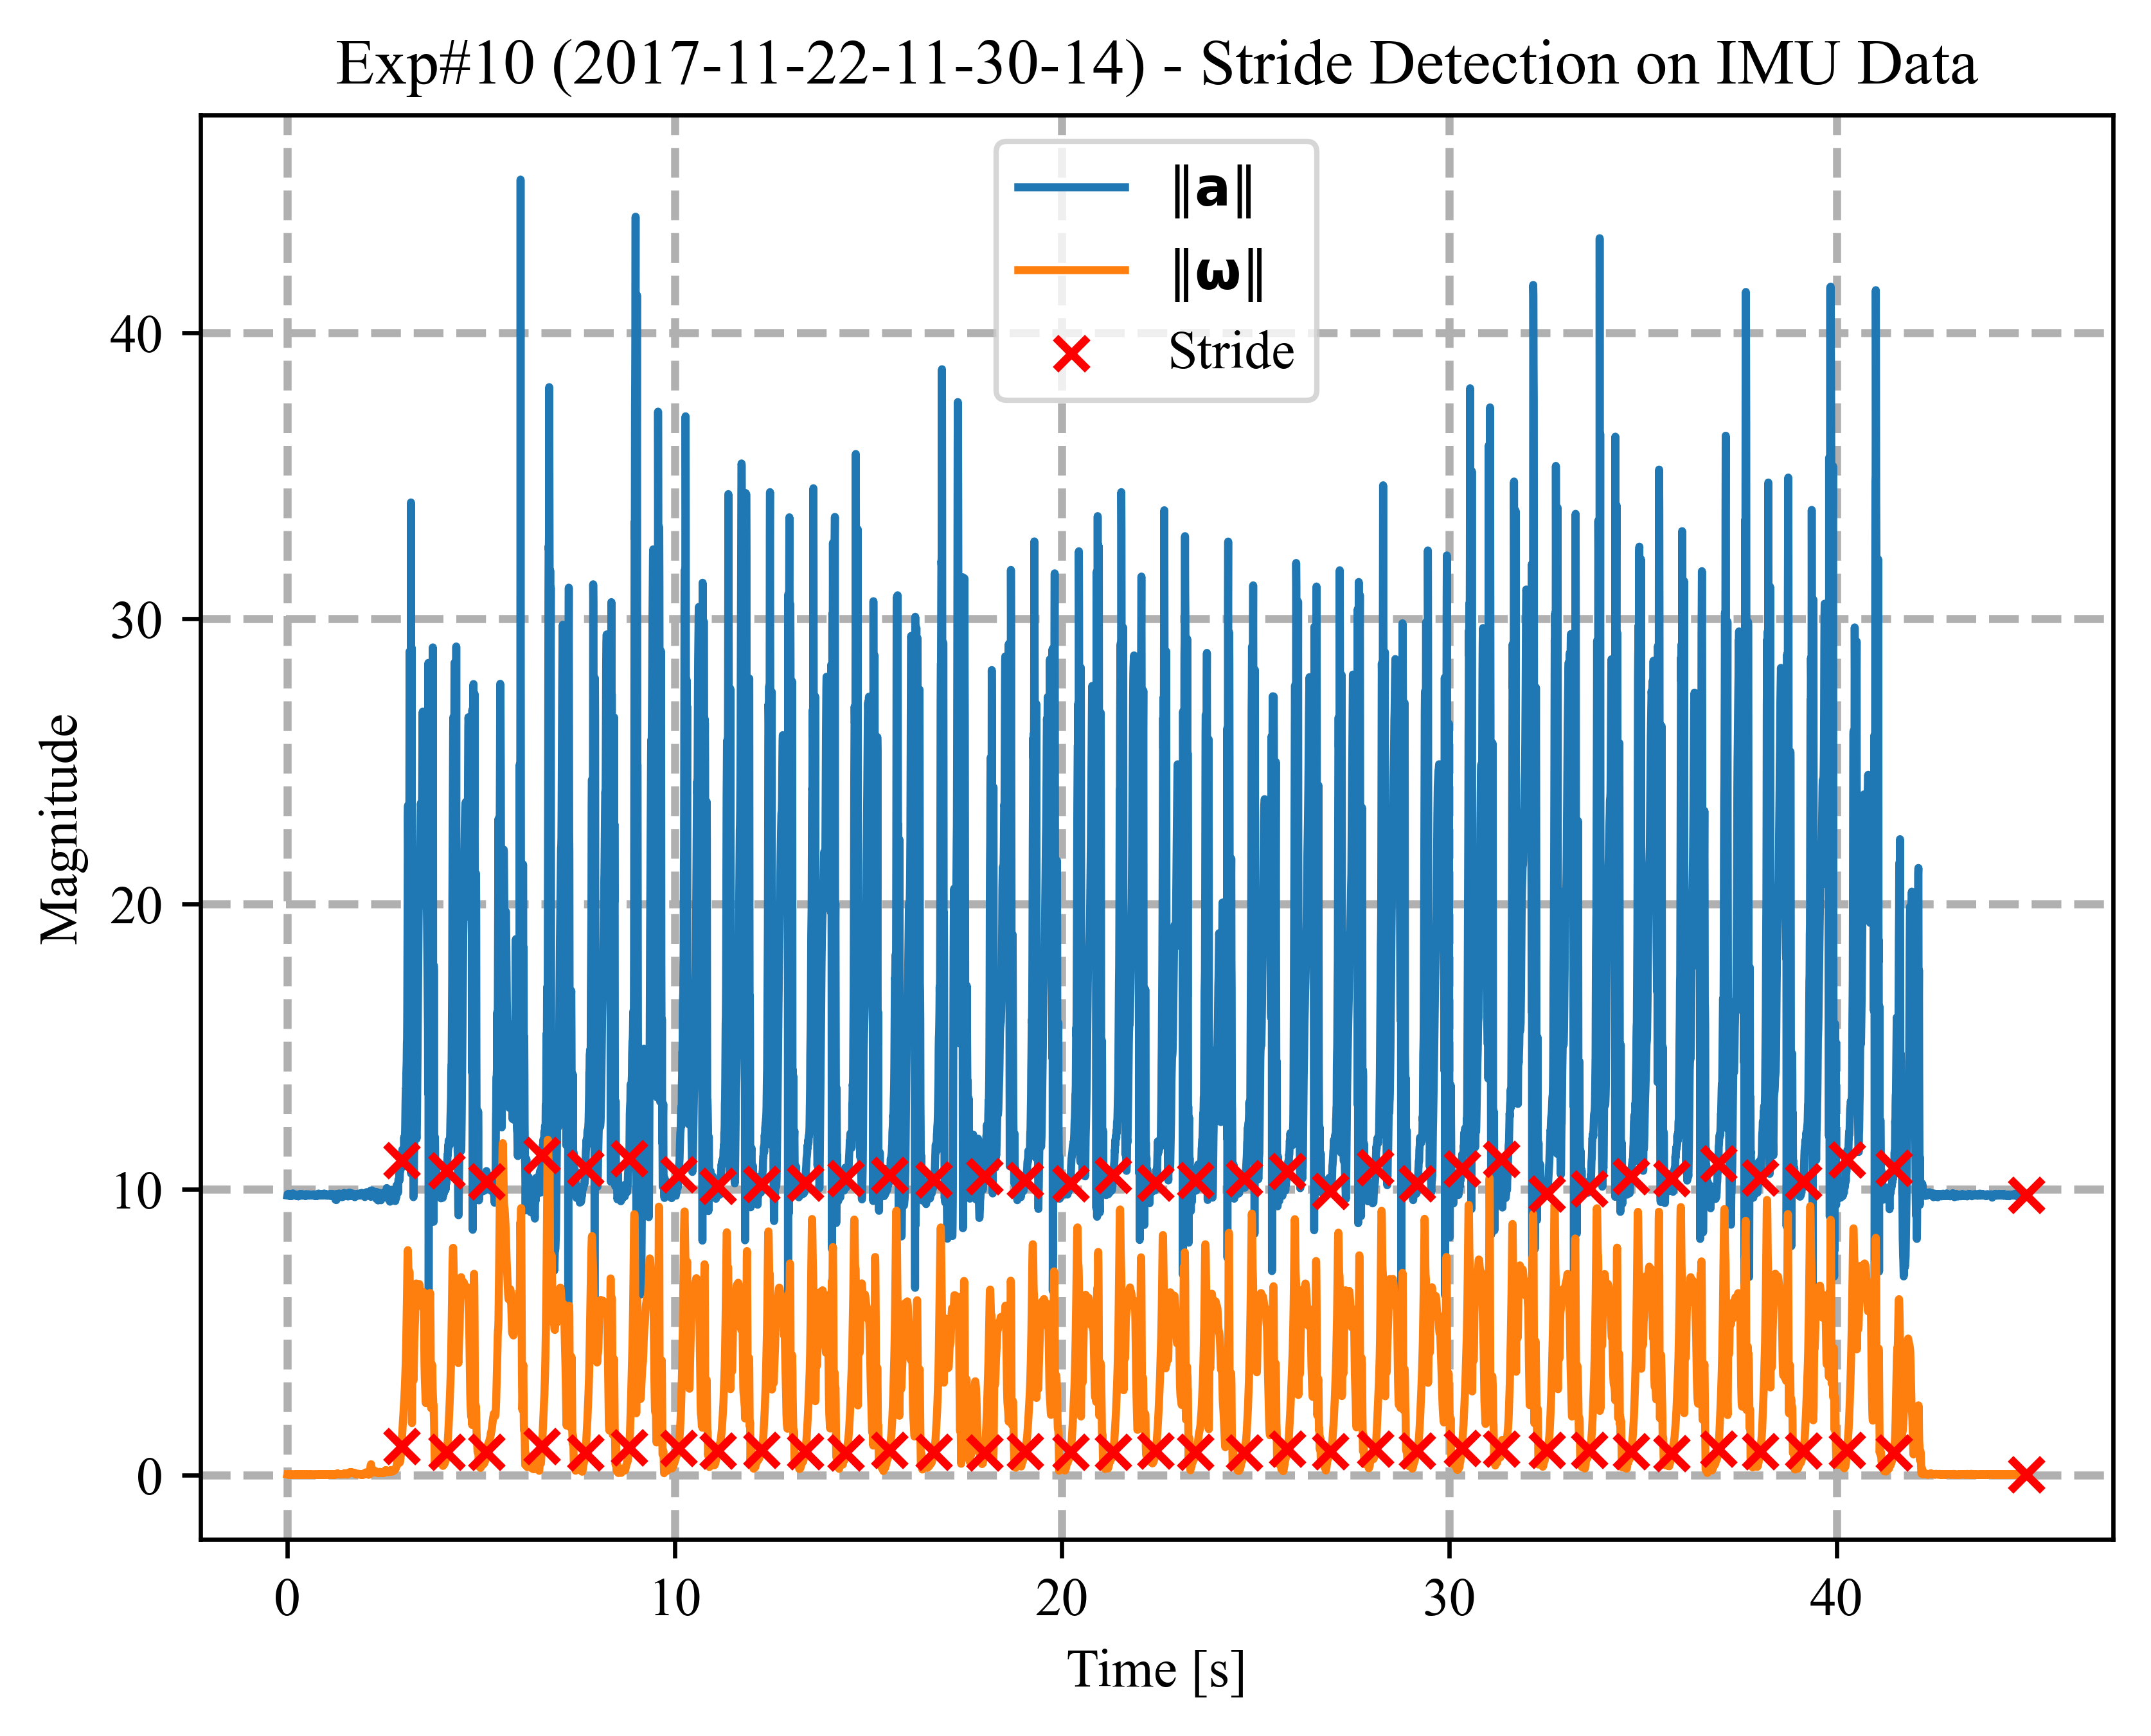 Exp#10 (2017-11-22-11-30-14) - Stride Detection on IMU Data
‖a‖
‖ω‖
Stride
Magnitude
40
30
20
10
0
0 10 20 30 40
Time [s]